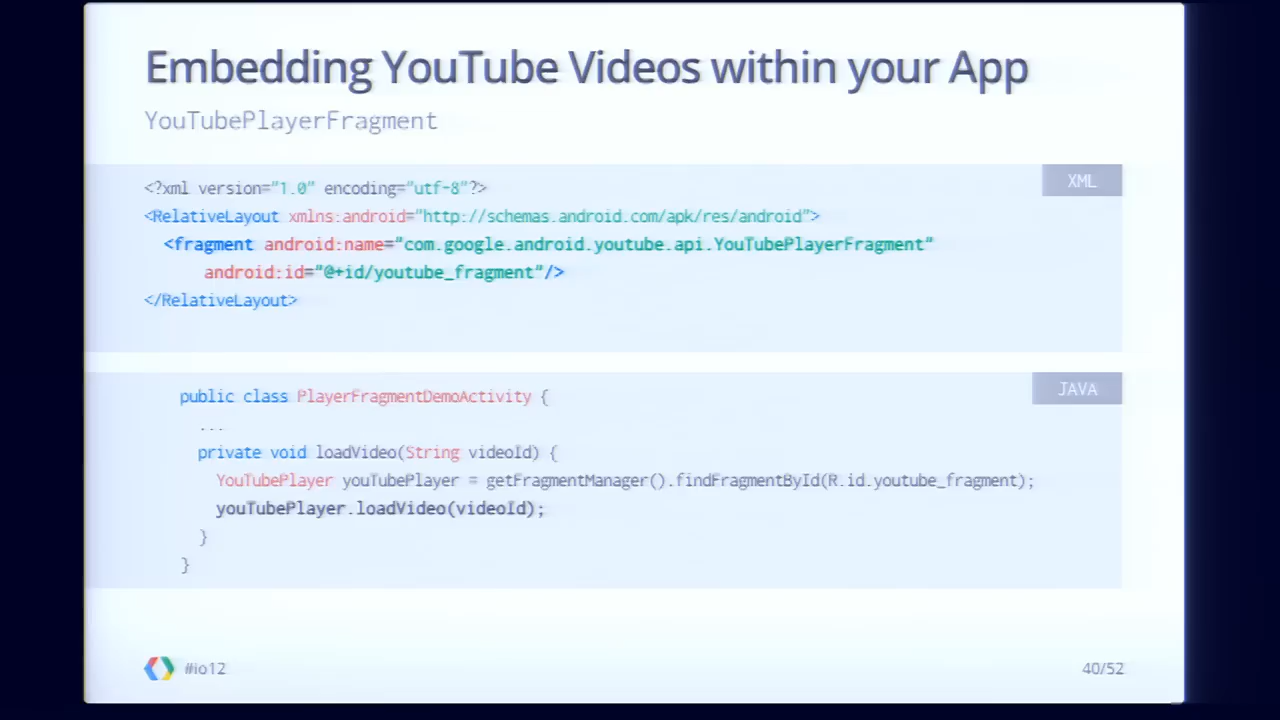 Embedding YouTube Videos within your App
YouTubePlayerFragment
XML
<?xml version="1.0" encoding="utf-8"?>
<RelativeLayout xmlns:android="http://schemas.android.com/apk/res/android">
<fragment android:name="com.google.android.youtube.api.YouTubePlayerFragment"
android:id="@+id/youtube_fragment"/>
</RelativeLayout>
JAVA
public class PlayerFragmentDemoActivity {
...
private void loadVideo(String videoId) {
YouTubePlayer youTubePlayer = getFragmentManager().findFragmentById(R.id.youtube_fragment);
youTubePlayer.loadVideo(videoId);
}
}
#io12
40/52